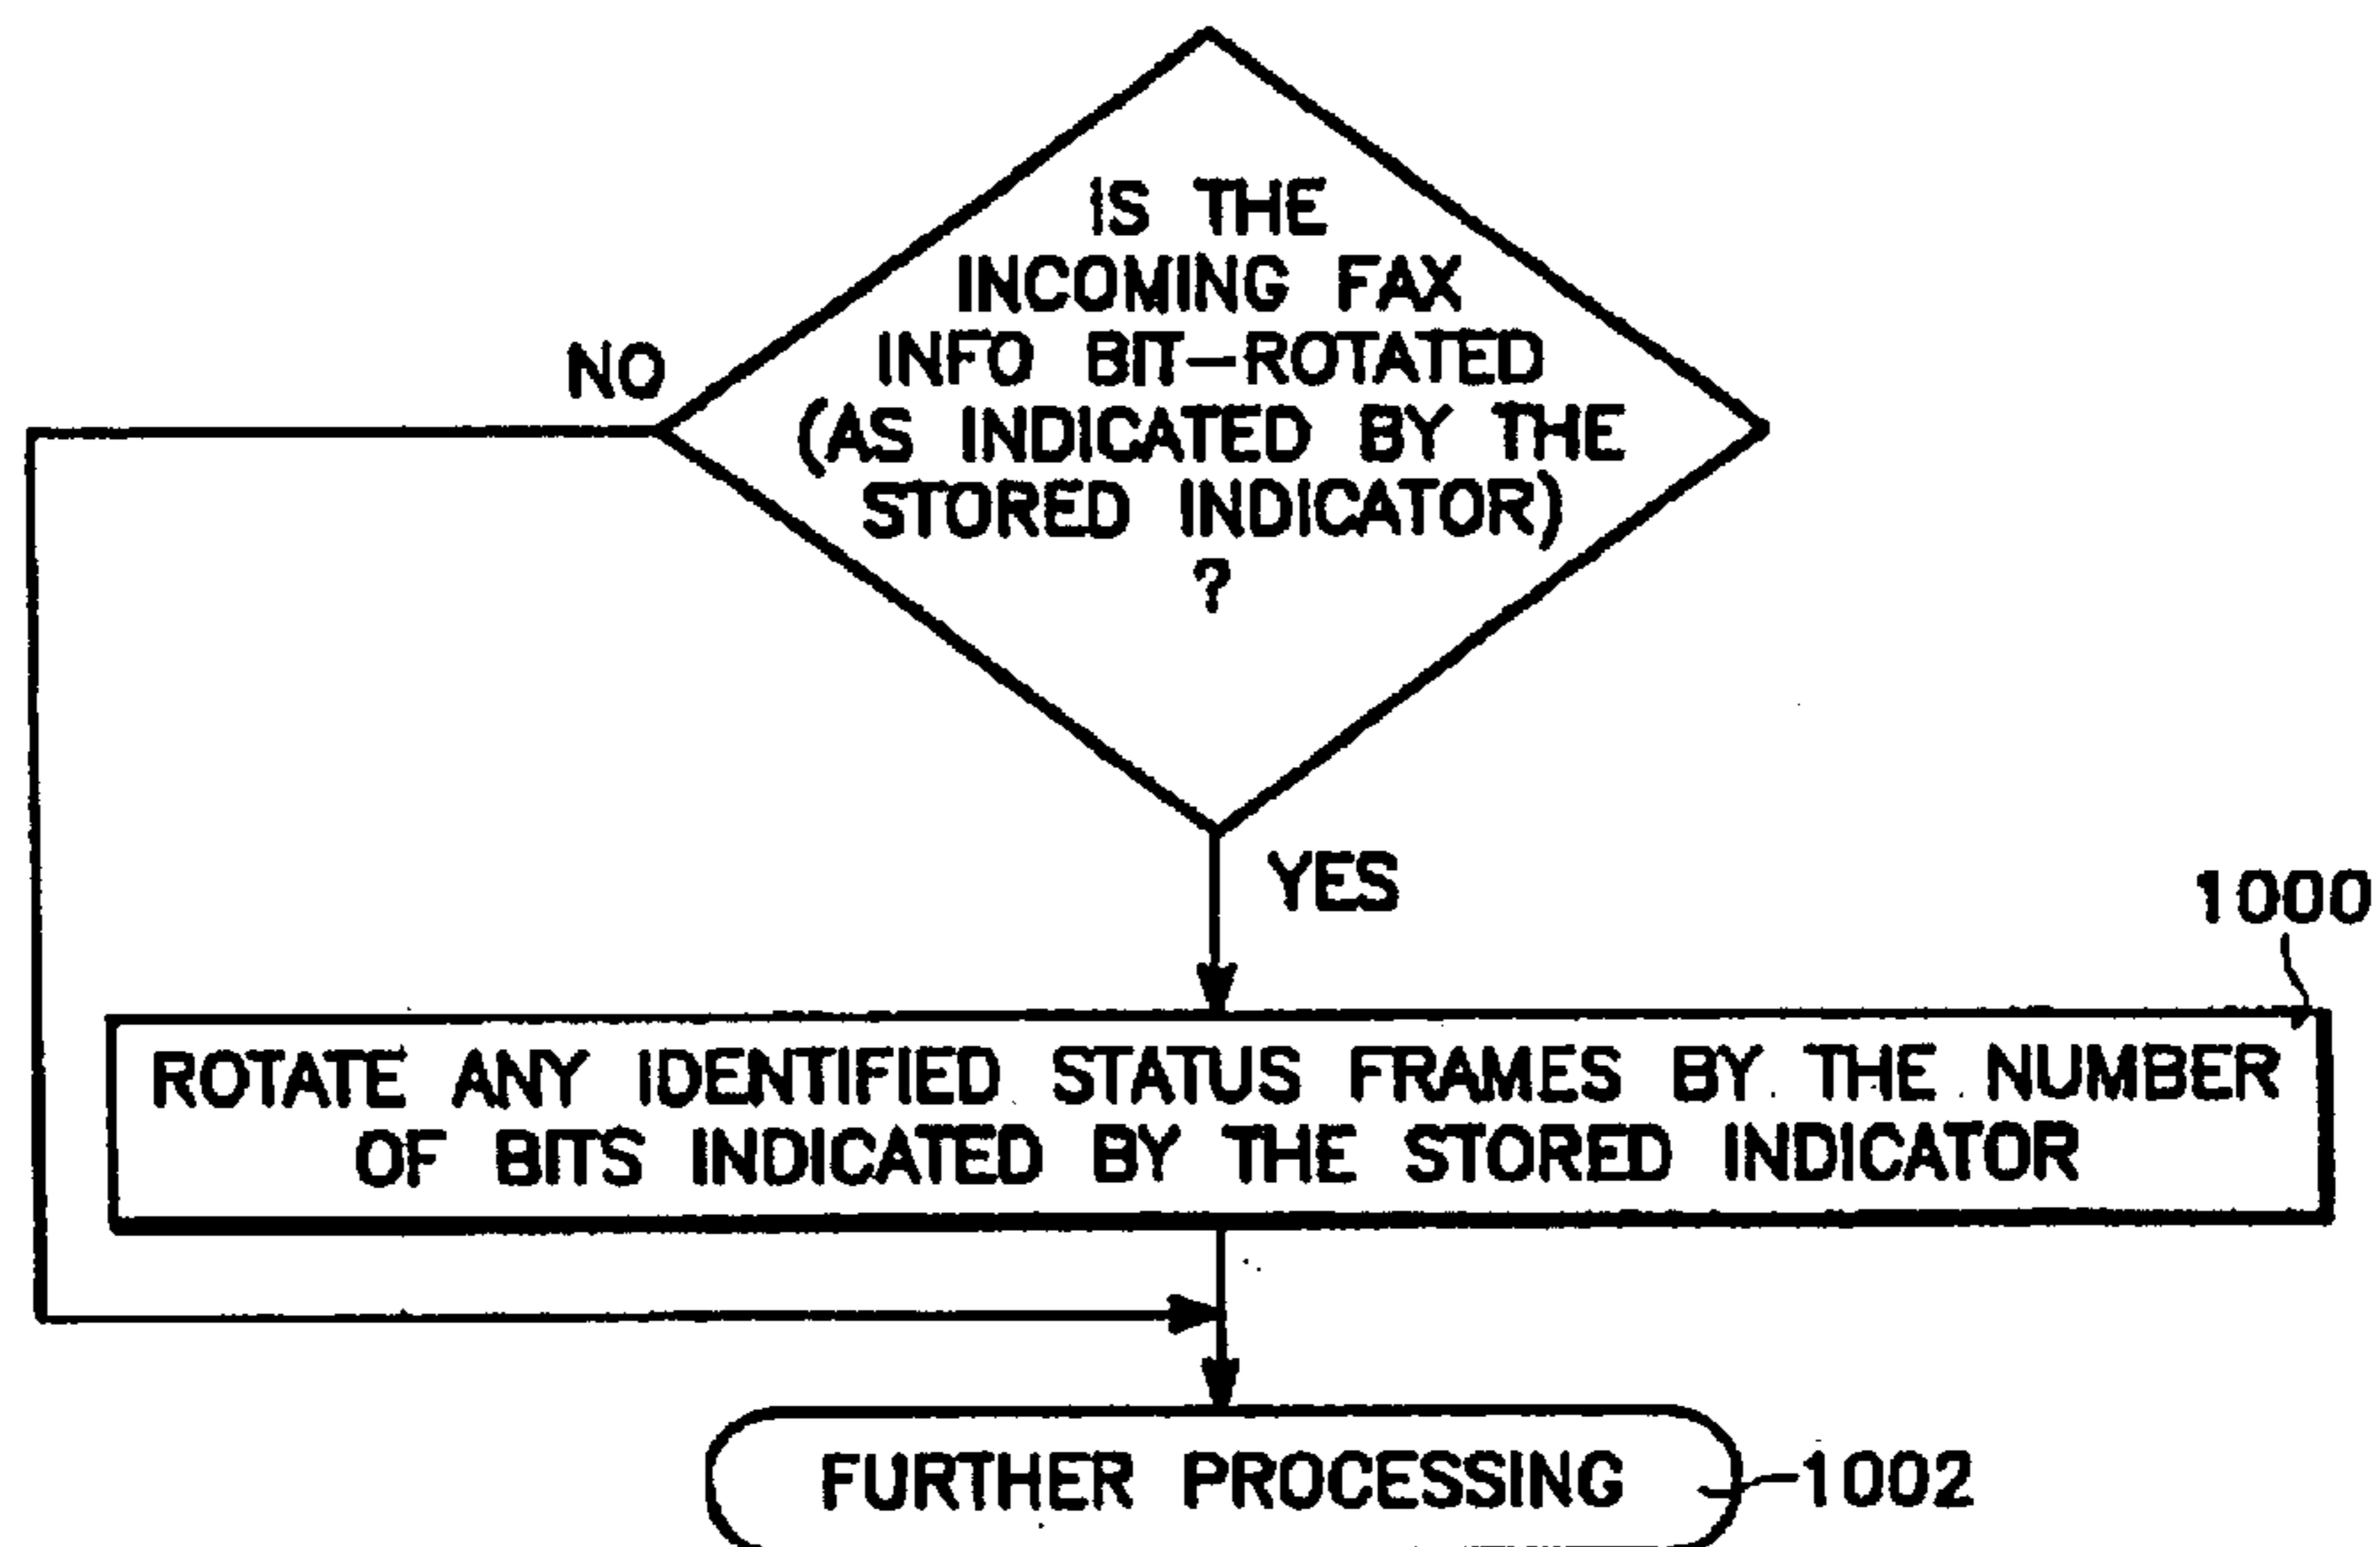 IS THE
INCOMING FAX
INFO BIT-ROTATED
(AS INDICATED BY THE
STORED INDICATOR)
?
NO
YES
1000
ROTATE ANY IDENTIFIED STATUS FRAMES BY THE NUMBER
OF BITS INDICATED BY THE STORED INDICATOR
FURTHER PROCESSING
1002